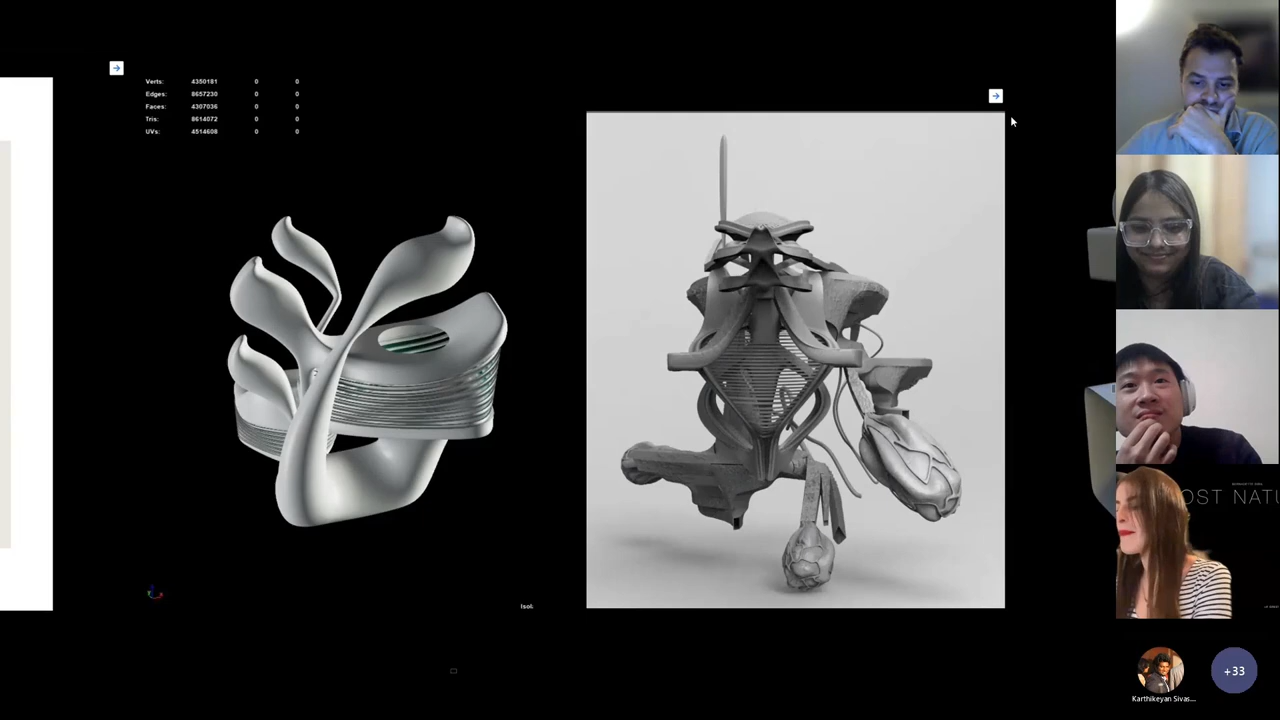 Verts: 4350181 0 0
Edges: 8657230 0 0
Faces: 4307036 0 0
Tris: 8614072 0 0
UVs: 4514608 0 0
OST NATU
Isol
Karthikeyan Sivas...
+33